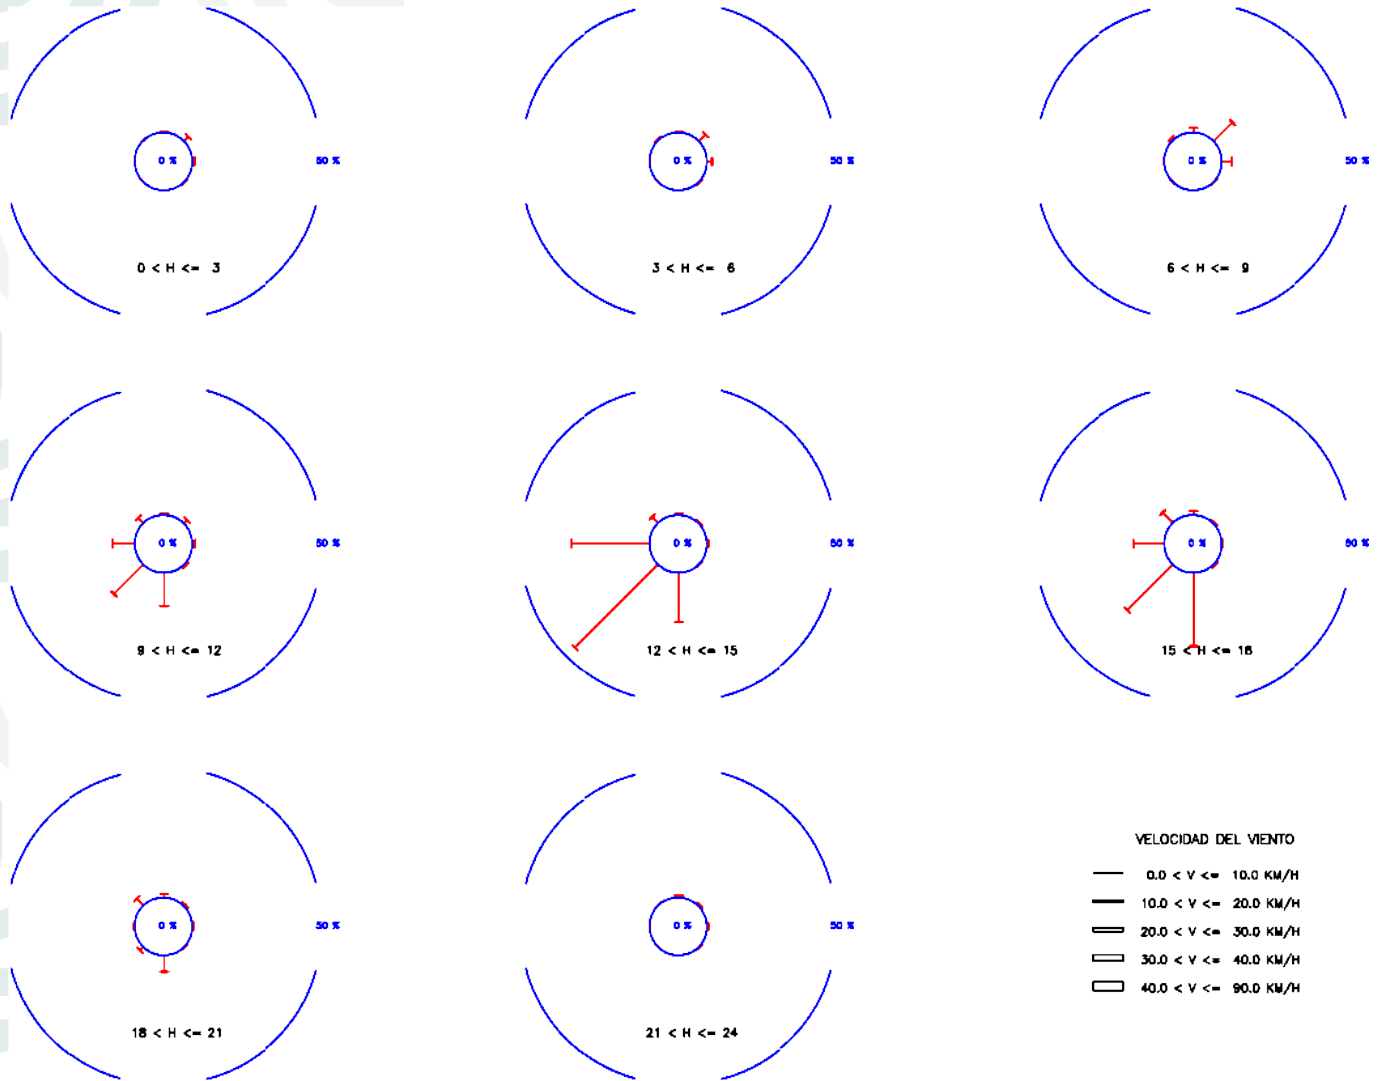 0 %
50 %
0 < H <= 3
0 %
50 %
3 < H <= 6
0 %
50 %
6 < H <= 9
0 %
50 %
9 < H <= 12
0 %
50 %
12 < H <= 15
0 %
50 %
15 < H <= 18
0 %
50 %
18 < H <= 21
0 %
50 %
21 < H <= 24
VELOCIDAD DEL VIENTO
0.0 < V <= 10.0 KM/H
10.0 < V <= 20.0 KM/H
20.0 < V <= 30.0 KM/H
30.0 < V <= 40.0 KM/H
40.0 < V <= 90.0 KM/H